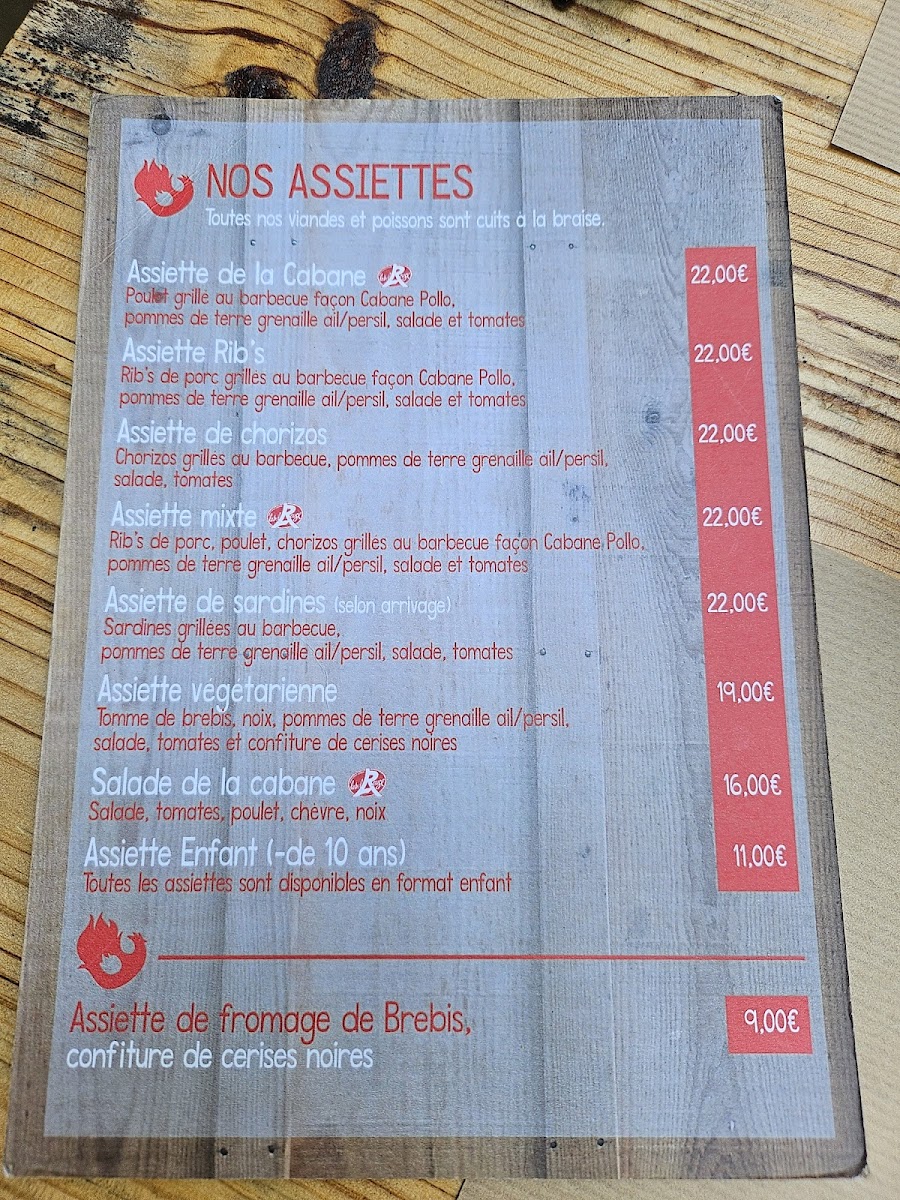 NOS ASSIETTES
Toutes nos viandes et poissons sont cuits à la braise.
Assiette de la Cabane 22,00€
Poulet grillé au barbecue façon Cabane Pollo,
pommes de terre grenaille ail/persil, salade et tomates
Assiette Rib's 22,00€
Rib's de porc grillés au barbecue façon Cabane Pollo,
pommes de terre grenaille ail/persil, salade et tomates
Assiette de chorizos 22,00€
Chorizos grillés au barbecue, pommes de terre grenaille ail/persil,
salade, tomates
Assiette mixte 22,00€
Rib's de porc, poulet, chorizos grillés au barbecue façon Cabane Pollo,
pommes de terre grenaille ail/persil, salade et tomates
Assiette de sardines (selon arrivage) 22,00€
Sardines grillées au barbecue,
pommes de terre grenaille ail/persil, salade, tomates
Assiette végétarienne 19,00€
Tomme de brebis, noix, pommes de terre grenaille ail/persil,
salade, tomates et confiture de cerises noires
Salade de la cabane 16,00€
Salade, tomates, poulet, chèvre, noix
Assiette Enfant (-de 10 ans) 11,00€
Toutes les assiettes sont disponibles en format enfant
Assiette de fromage de Brebis, 9,00€
confiture de cerises noires